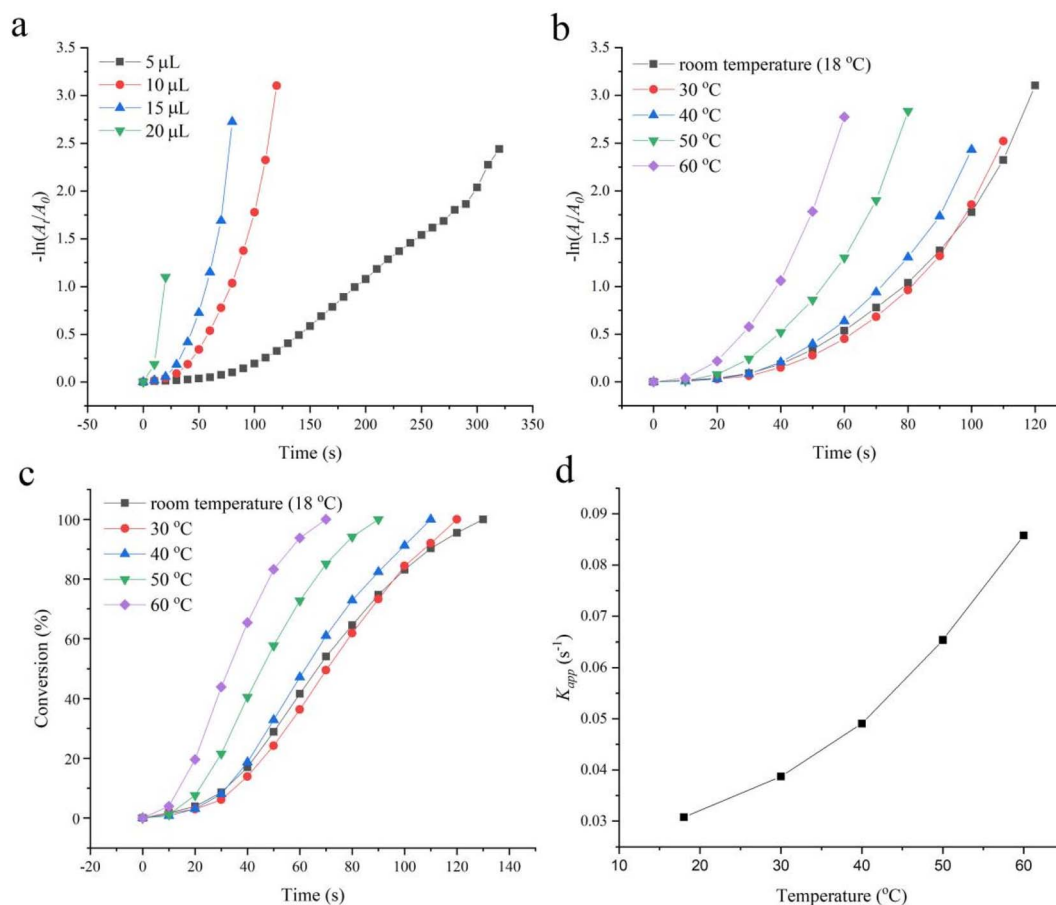 a
3.5
3.0
2.5
2.0
1.5
1.0
0.5
0.0
-ln(At/A0)
5 μL
10 μL
15 μL
20 μL
-50 0 50 100 150 200 250 300 350
Time (s)
b
3.5
3.0
2.5
2.0
1.5
1.0
0.5
0.0
-ln(At/A0)
room temperature (18 °C)
30 °C
40 °C
50 °C
60 °C
0 20 40 60 80 100 120
Time (s)
c
100
80
60
40
20
0
-20
Conversion (%)
room temperature (18 °C)
30 °C
40 °C
50 °C
60 °C
0 20 40 60 80 100 120 140
Time (s)
d
0.09
0.08
0.07
0.06
0.05
0.04
0.03
Kapp (s-1)
10 20 30 40 50 60
Temperature (°C)